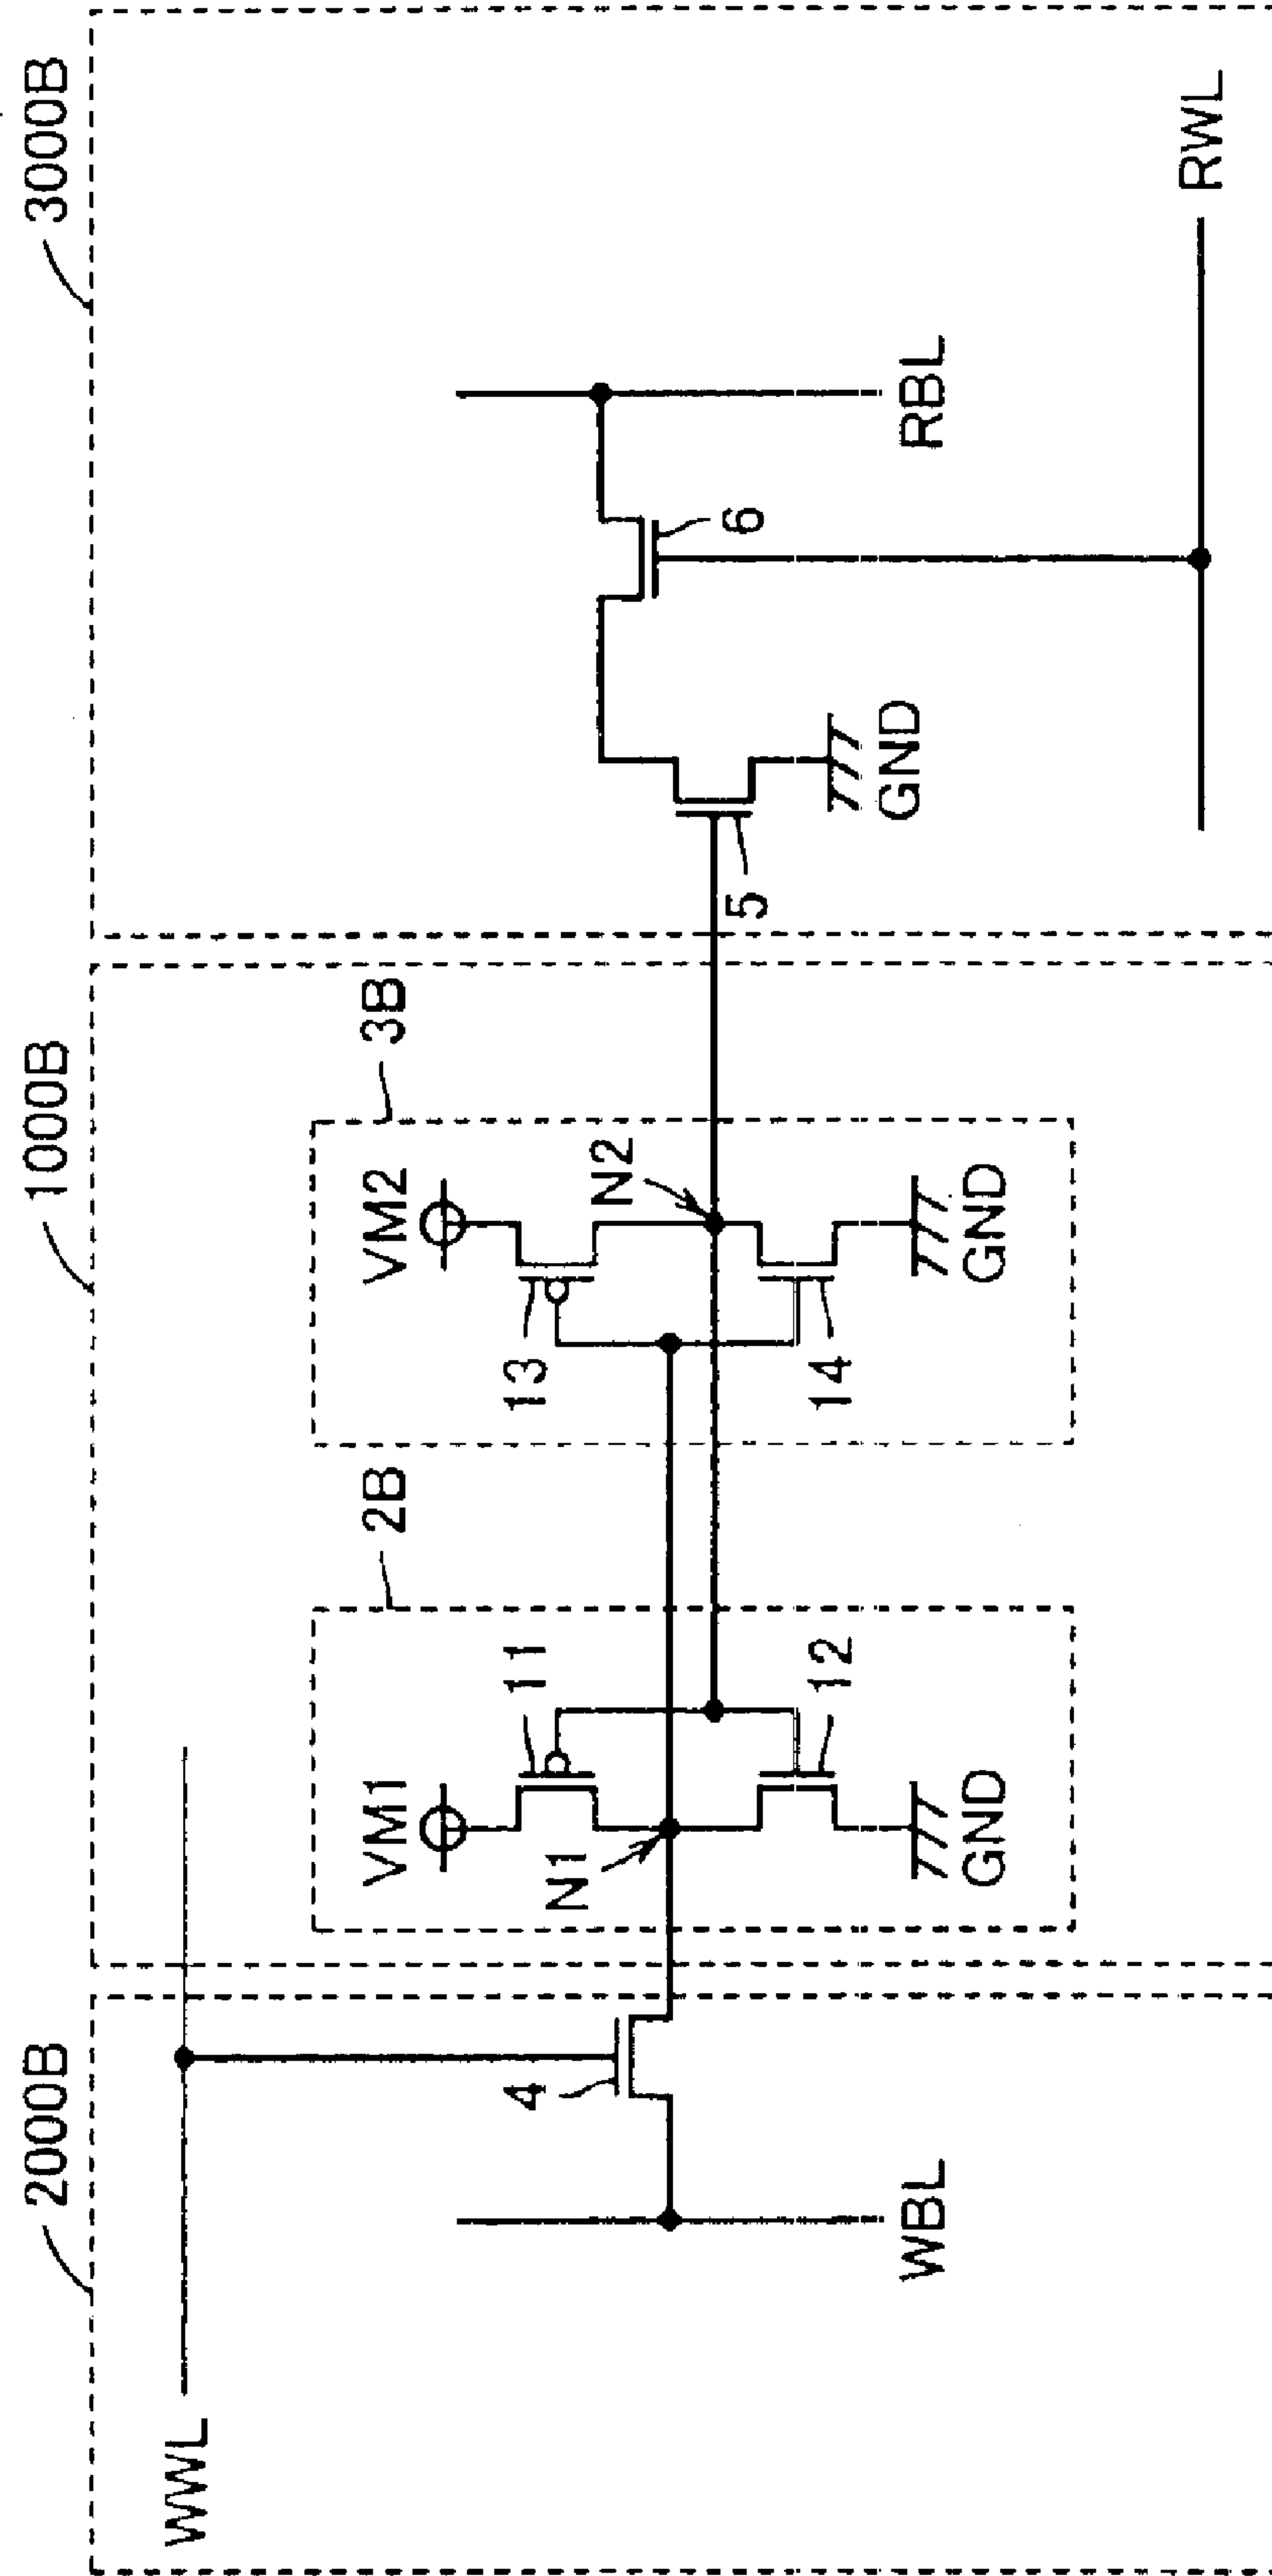 2000B
1000B
3000B
WWL
2B
3B
VM1
VM2
11
13
4
N1
N2
6
5
12
14
WBL
GND
GND
GND
RBL
RWL